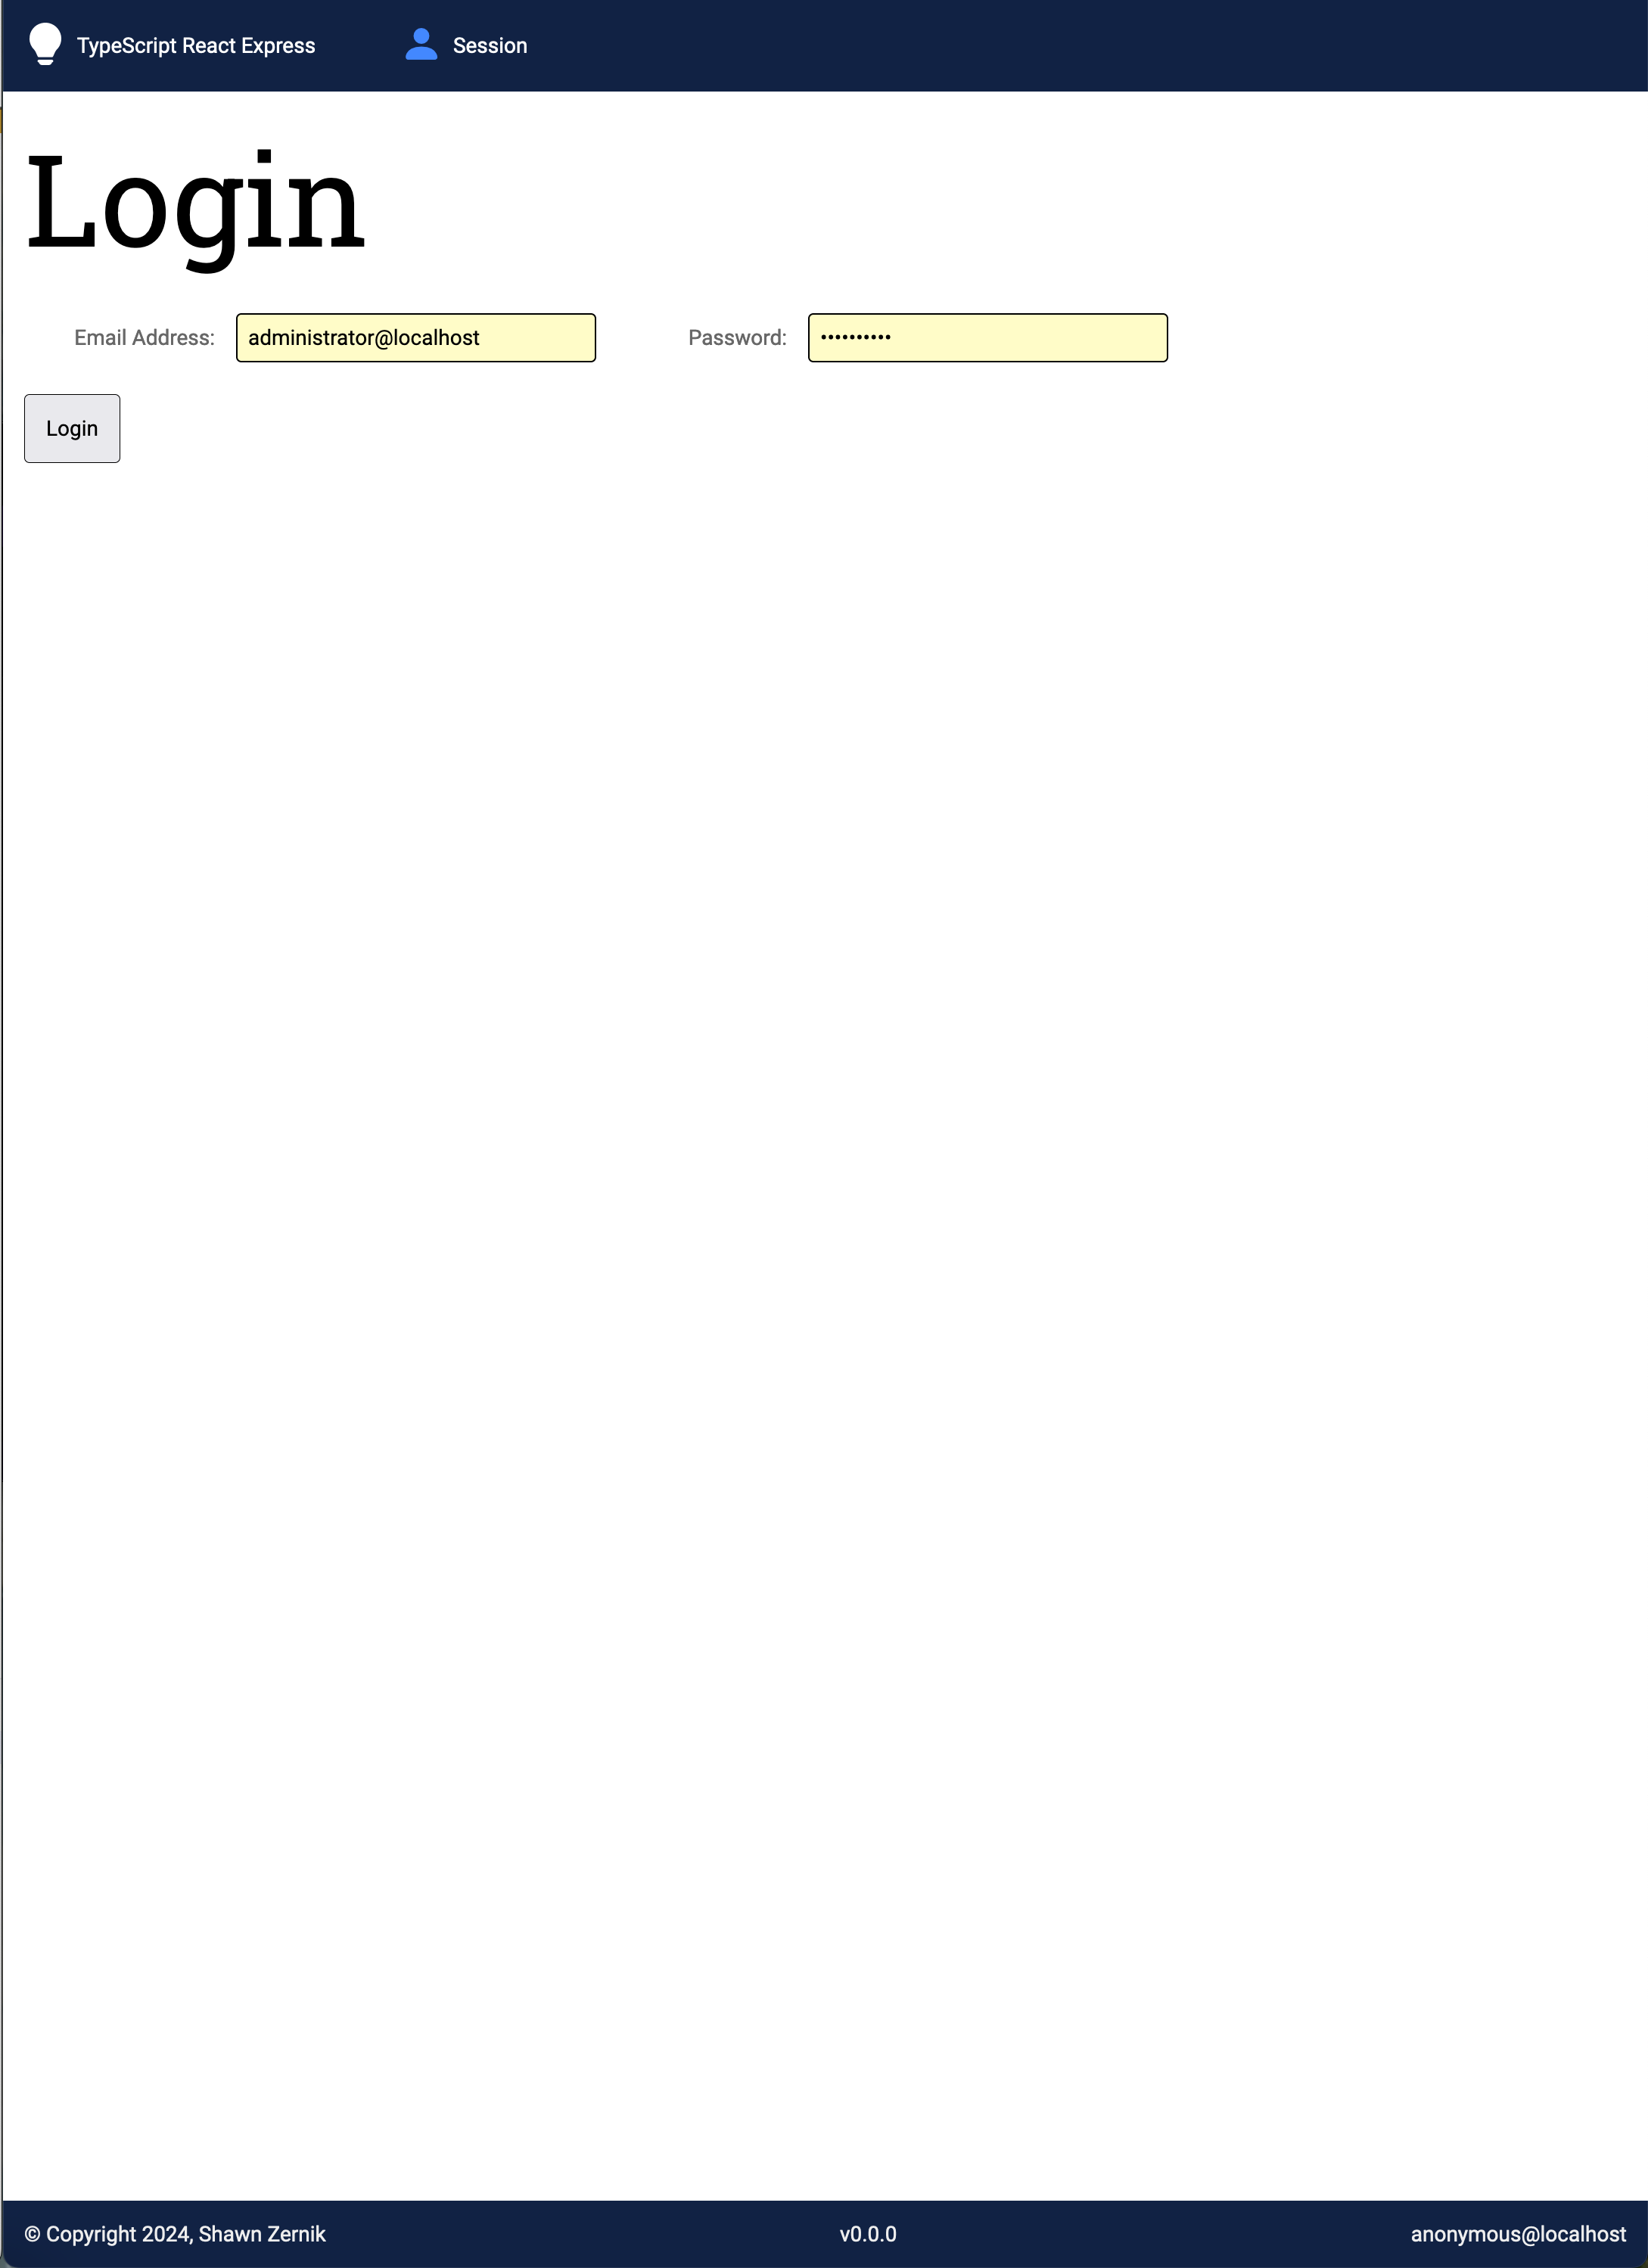 TypeScript React Express Session
Login
Email Address: administrator@localhost Password: ••••••••••
Login
© Copyright 2024, Shawn Zernik v0.0.0 anonymous@localhost